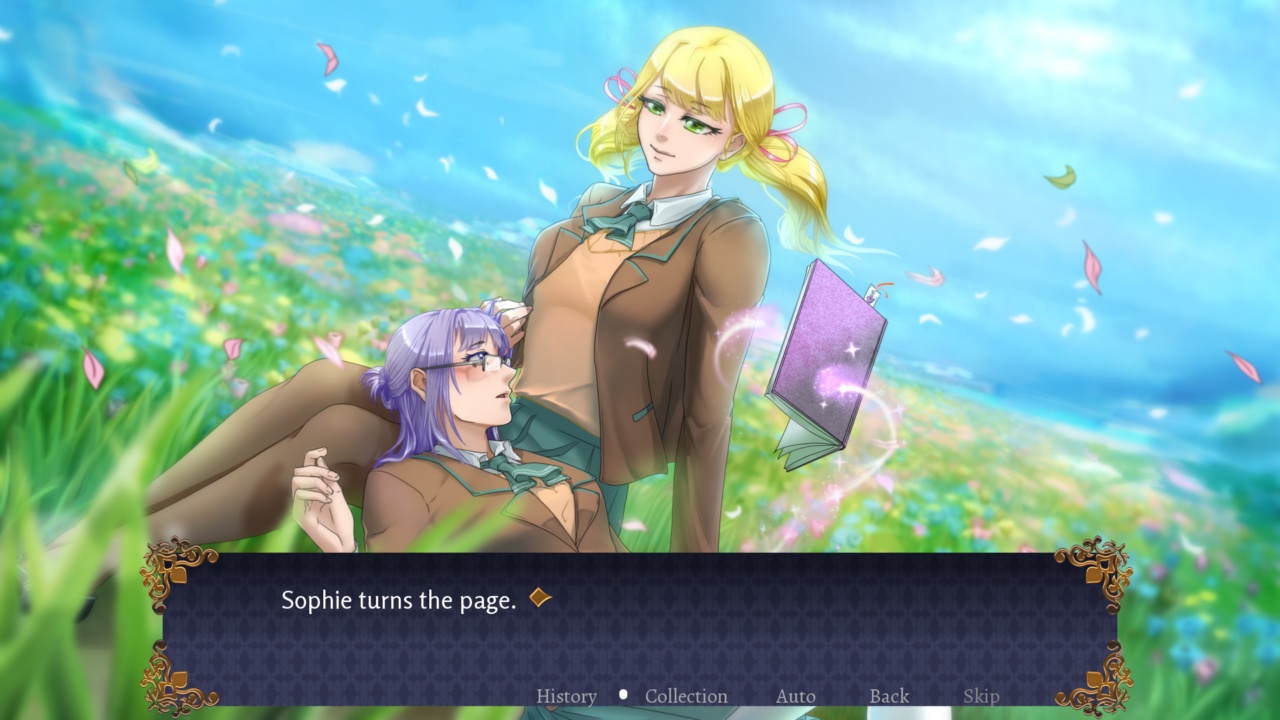 Sophie turns the page.
History
Collection
Auto
Back
Skip